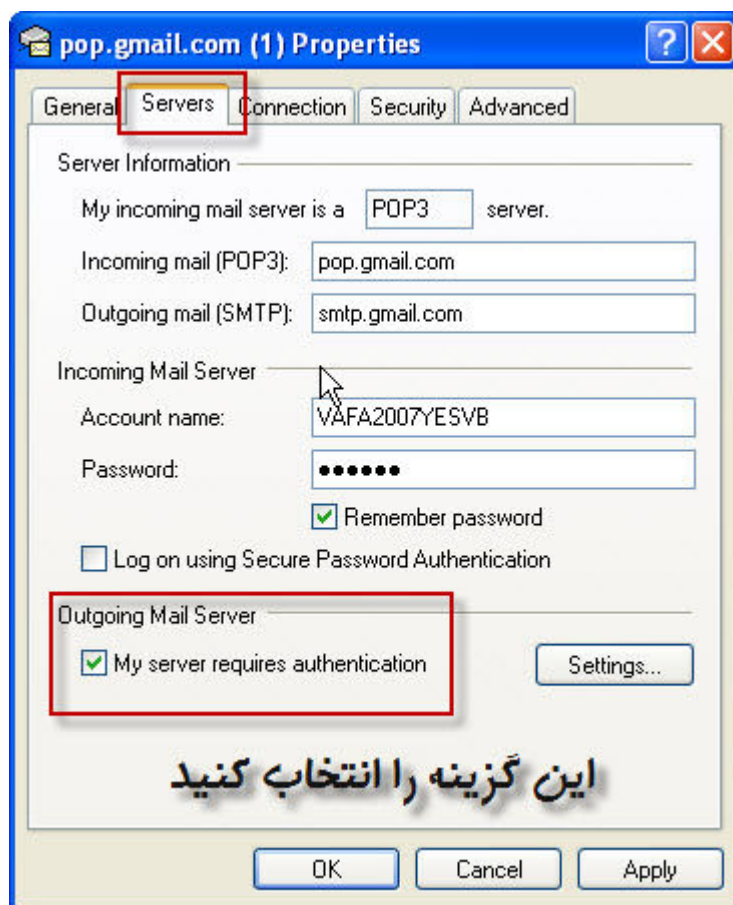 pop.gmail.com (1) Properties
General Servers Connection Security Advanced
Server Information
My incoming mail server is a POP3 server.
Incoming mail (POP3): pop.gmail.com
Outgoing mail (SMTP): smtp.gmail.com
Incoming Mail Server
Account name: VAFA2007YESVB
Password: ●●●●●●
Remember password
Log on using Secure Password Authentication
Outgoing Mail Server
My server requires authentication Settings...
این گزینه را انتخاب کنید
OK Cancel Apply